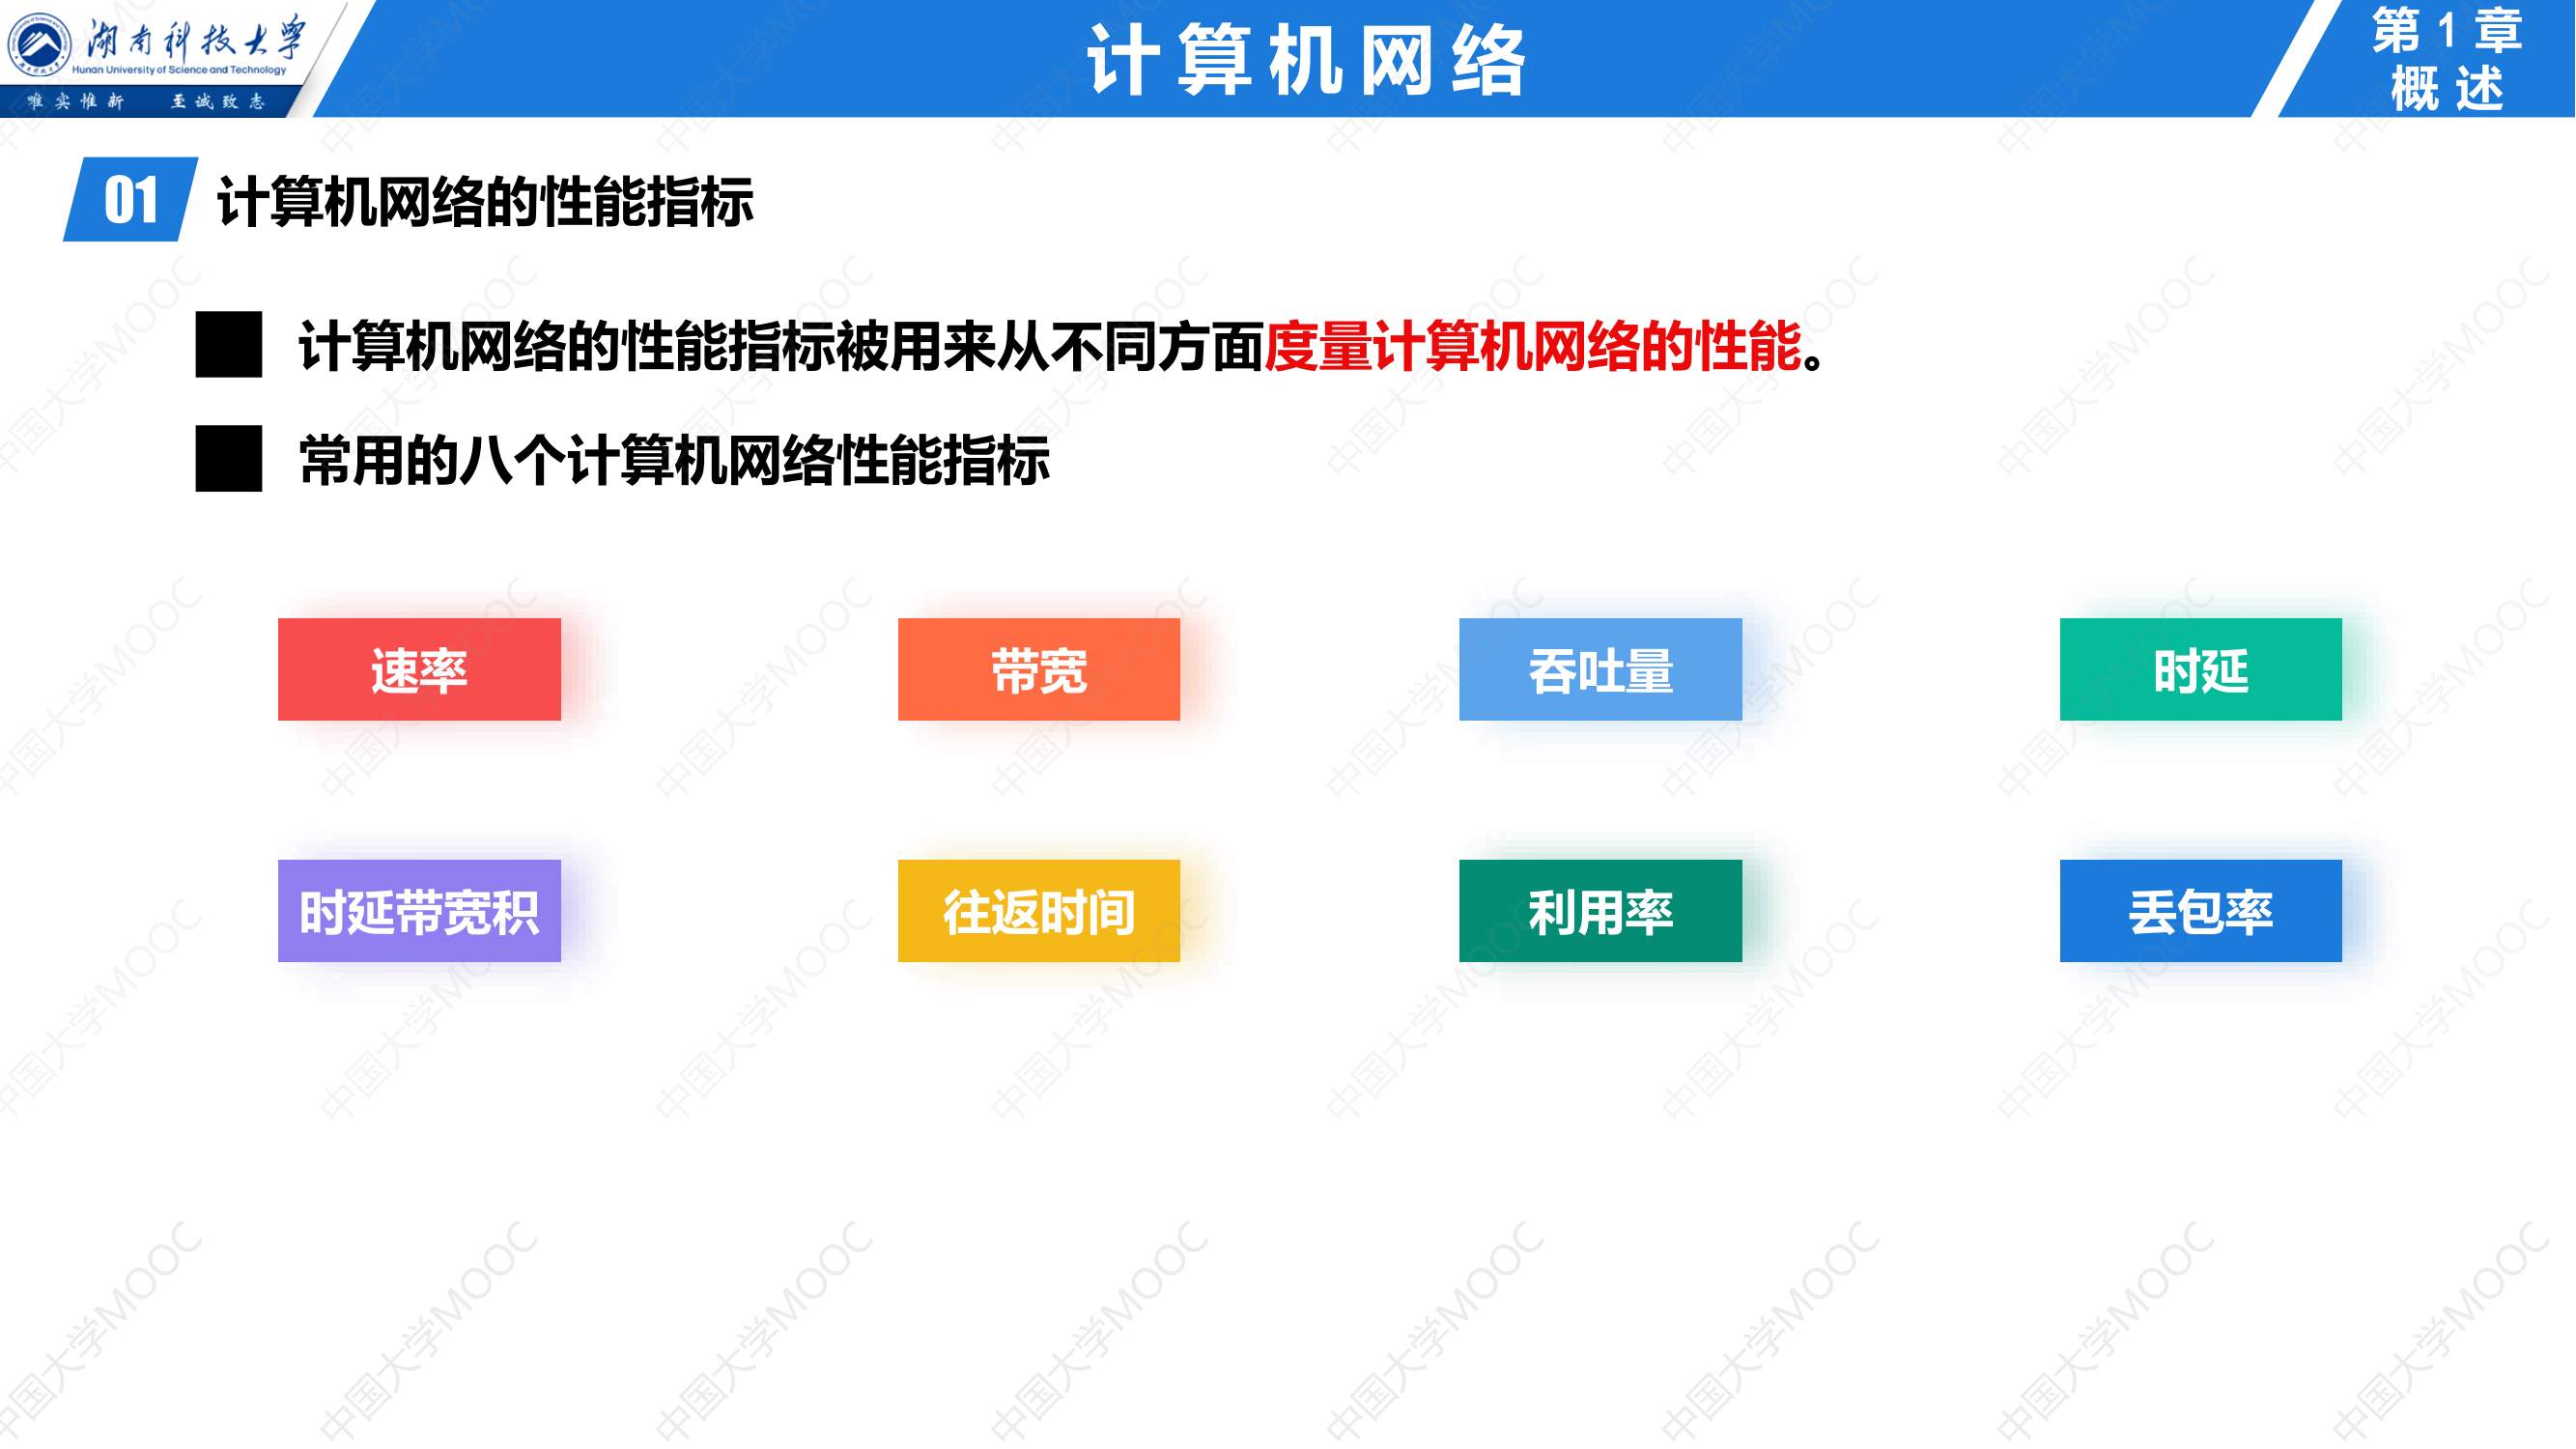 湖南科技大学
Hunan University of Science and Technology
唯实惟新 至诚致志
计算机网络
第1章
概述
01 计算机网络的性能指标
计算机网络的性能指标被用来从不同方面度量计算机网络的性能。
常用的八个计算机网络性能指标
速率 带宽 吞吐量 时延
时延带宽积 往返时间 利用率 丢包率
中国大学MOOC